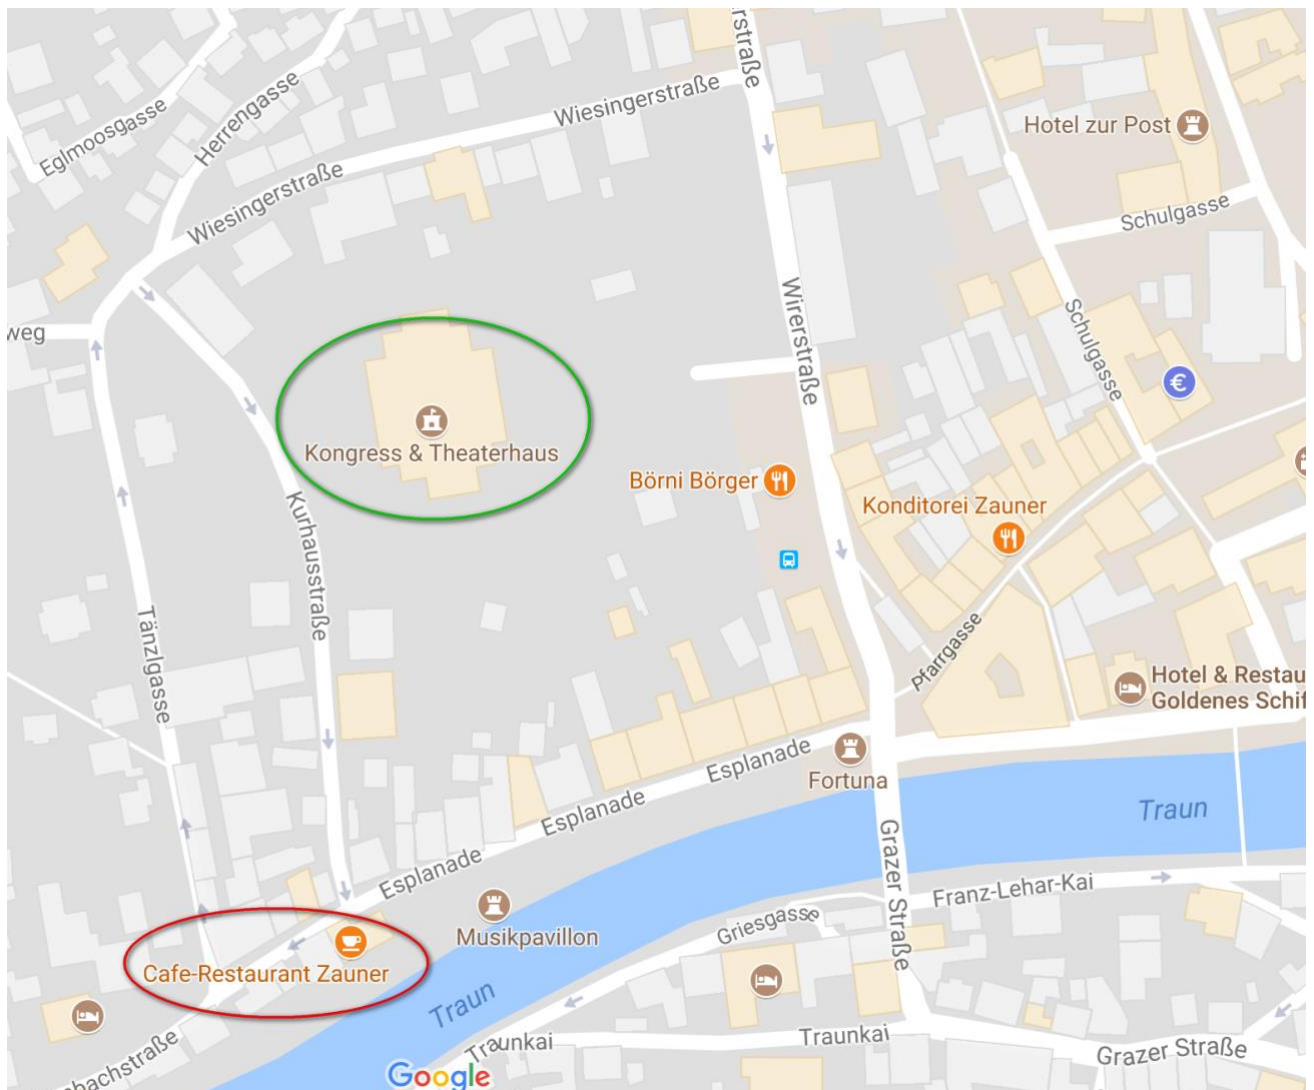 rstraße
Wiesingerstraße
Herrengasse
Eglmoosgasse
Hotel zur Post
Wiesingerstraße
Schulgasse
weg
Wirerstraße
Schulgasse
€
Kongress & Theaterhaus
Börni Börger
Konditorei Zauner
Kurhausstraße
Tänzlgasse
Pfarrgasse
Hotel & Restau
Goldenes Schif
Esplanade
Fortuna
Esplanade
Traun
Esplanade
Grazer Straße
Franz-Lehar-Kai
Musikpavillon
Griesgasse
Cafe-Restaurant Zauner
Traun
Traunkai
Traunkai
Grazer Straße
nbachstraße
Google